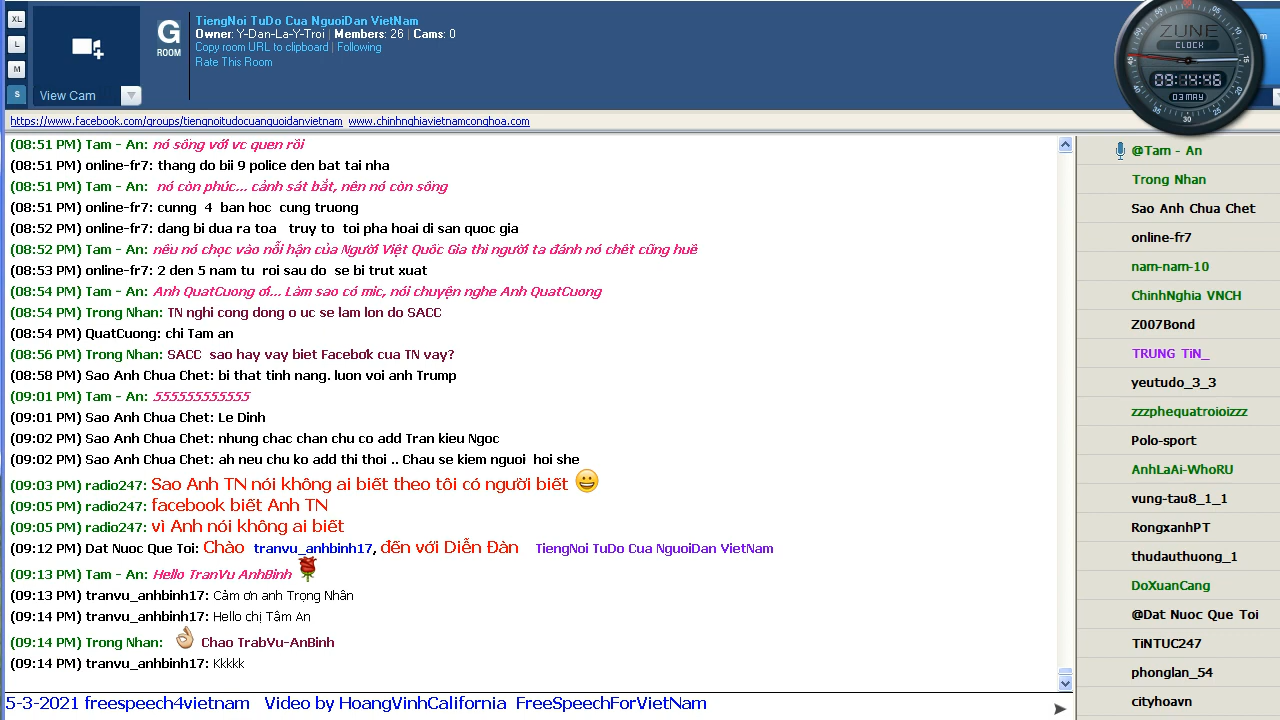 XL
L
M
S
View Cam
G
ROOM
TiengNoi TuDo Cua NguoiDan VietNam
Owner: Y-Dan-La-Y-Troi | Members: 26 | Cams: 0
Copy room URL to clipboard | Following
Rate This Room
ZUNE
CLOCK
09:14:46
03 MAY
https://www.facebook.com/groups/tiengnoitudocuanguoidanvietnam www.chinhnghiavietnamconghoa.com
(08:51 PM) Tam - An: nó sống với vc quen rồi
(08:51 PM) online-fr7: thang do bii 9 police den bat tai nha
(08:51 PM) Tam - An: nó còn phúc... cảnh sát bắt, nên nó còn sống
(08:51 PM) online-fr7: cunng 4 ban hoc cung truong
(08:52 PM) online-fr7: dang bi dua ra toa truy to toi pha hoai di san quoc gia
(08:52 PM) Tam - An: nếu nó chọc vào nỗi hận của Người Việt Quốc Gia thì người ta đánh nó chết cũng huề
(08:53 PM) online-fr7: 2 den 5 nam tu roi sau do se bi trut xuat
(08:54 PM) Tam - An: Anh QuatCuong ơi... Làm sao có mic, nói chuyện nghe Anh QuatCuong
(08:54 PM) Trong Nhan: TN nghi cong dong o uc se lam lon do SACC
(08:54 PM) QuatCuong: chi Tam an
(08:56 PM) Trong Nhan: SACC sao hay vay biet Facebơk cua TN vay?
(08:58 PM) Sao Anh Chua Chet: bi that tinh nang. luon voi anh Trump
(09:01 PM) Tam - An: 555555555555
(09:01 PM) Sao Anh Chua Chet: Le Dinh
(09:02 PM) Sao Anh Chua Chet: nhung chac chan chu co add Tran kieu Ngoc
(09:02 PM) Sao Anh Chua Chet: ah neu chu ko add thi thoi .. Chau se kiem nguoi hoi she
(09:03 PM) radio247: Sao Anh TN nói không ai biết theo tôi có người biết
(09:05 PM) radio247: facebook biết Anh TN
(09:05 PM) radio247: vì Anh nói không ai biết
(09:12 PM) Dat Nuoc Que Toi: Chào tranvu_anhbinh17, đến với Diễn Đàn TiengNoi TuDo Cua NguoiDan VietNam
(09:13 PM) Tam - An: Hello TranVu AnhBinh
(09:13 PM) tranvu_anhbinh17: Cảm ơn anh Trọng Nhân
(09:14 PM) tranvu_anhbinh17: Hello chị Tâm An
(09:14 PM) Trong Nhan: Chao TrabVu-AnBinh
(09:14 PM) tranvu_anhbinh17: Kkkkk
@Tam - An
Trong Nhan
Sao Anh Chua Chet
online-fr7
nam-nam-10
ChinhNghia VNCH
Z007Bond
TRUNG TiN_
yeutudo_3_3
zzzphequatroioizzz
Polo-sport
AnhLaAi-WhoRU
vung-tau8_1_1
RongxanhPT
thudauthuong_1
DoXuanCang
@Dat Nuoc Que Toi
TiNTUC247
phonglan_54
cityhoavn
5-3-2021 freespeech4vietnam Video by HoangVinhCalifornia FreeSpeechForVietNam